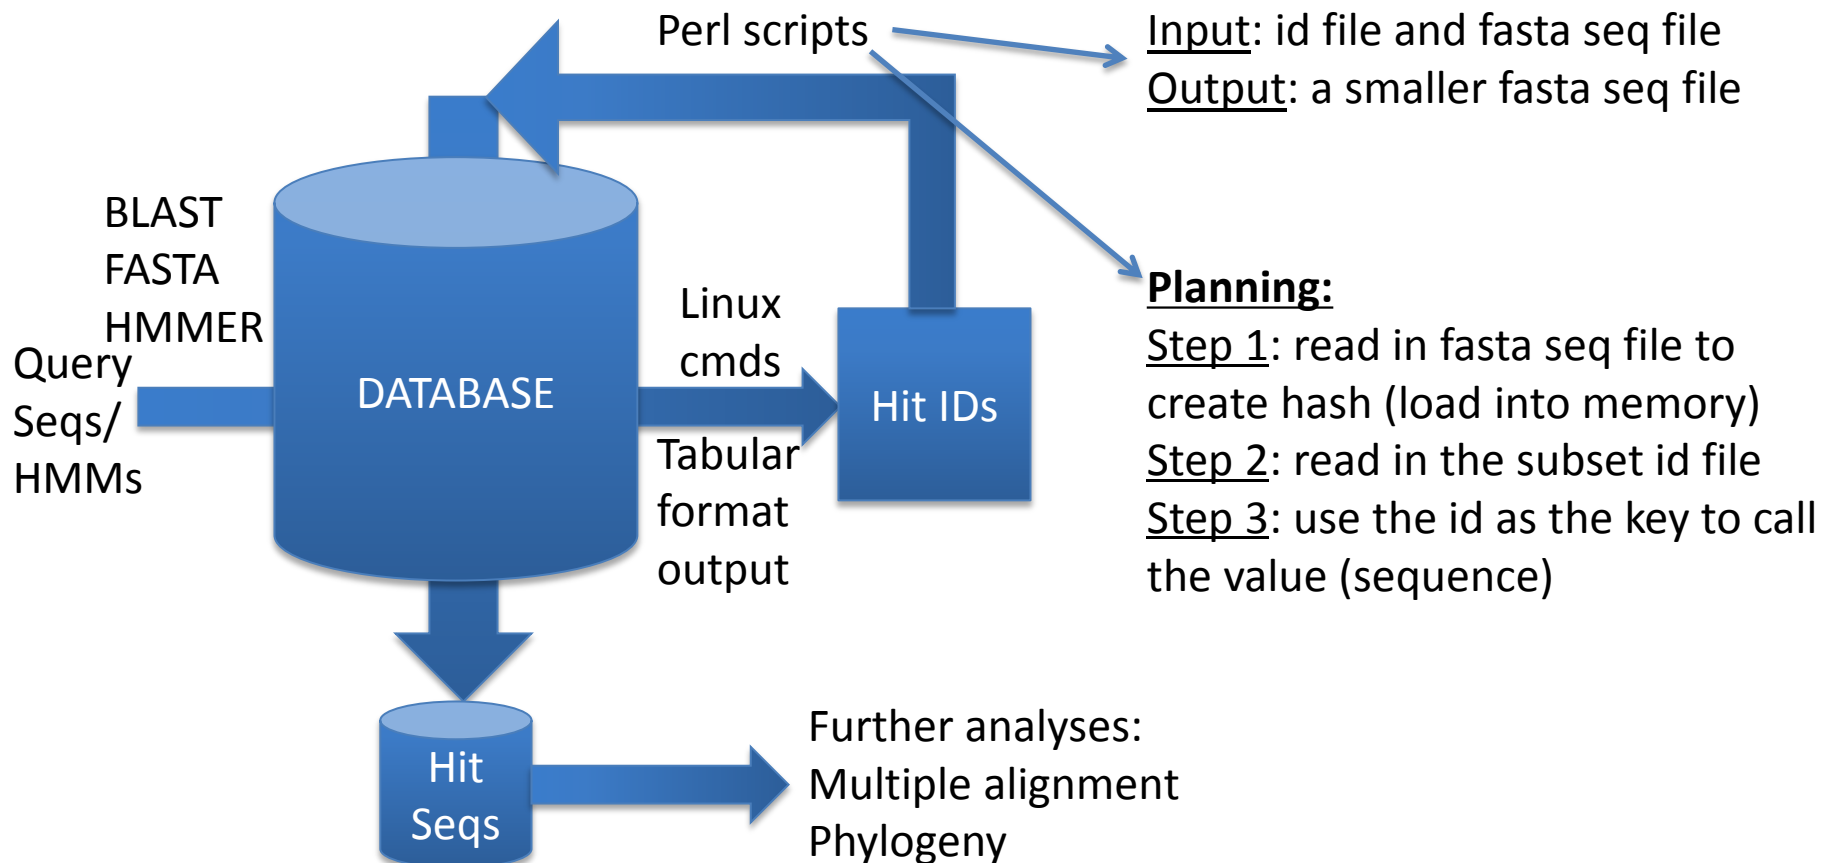 Perl scripts
Input: id file and fasta seq file
Output: a smaller fasta seq file
BLAST
FASTA
HMMER
Query
Seqs/
HMMs
DATABASE
Linux
cmds
Tabular
format
output
Hit IDs
Planning:
Step 1: read in fasta seq file to
create hash (load into memory)
Step 2: read in the subset id file
Step 3: use the id as the key to call
the value (sequence)
Hit
Seqs
Further analyses:
Multiple alignment
Phylogeny